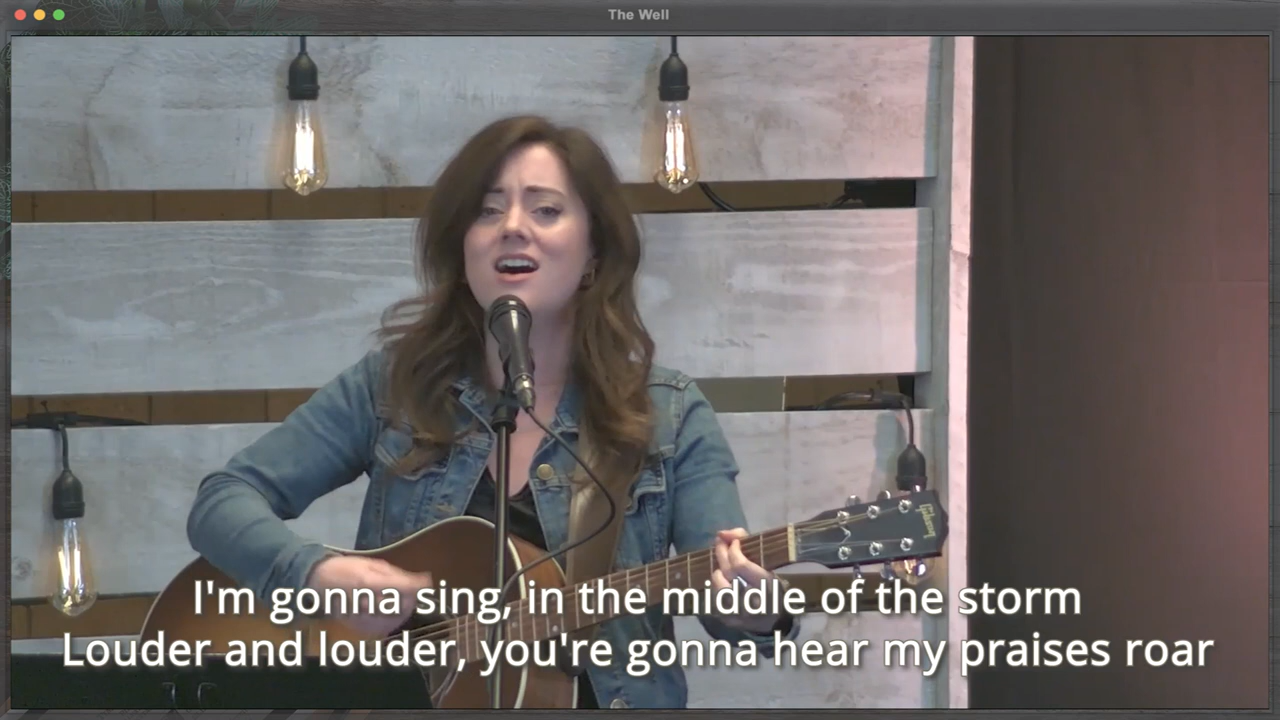 The Well
Gibson
I'm gonna sing, in the middle of the storm
Louder and louder, you're gonna hear my praises roar